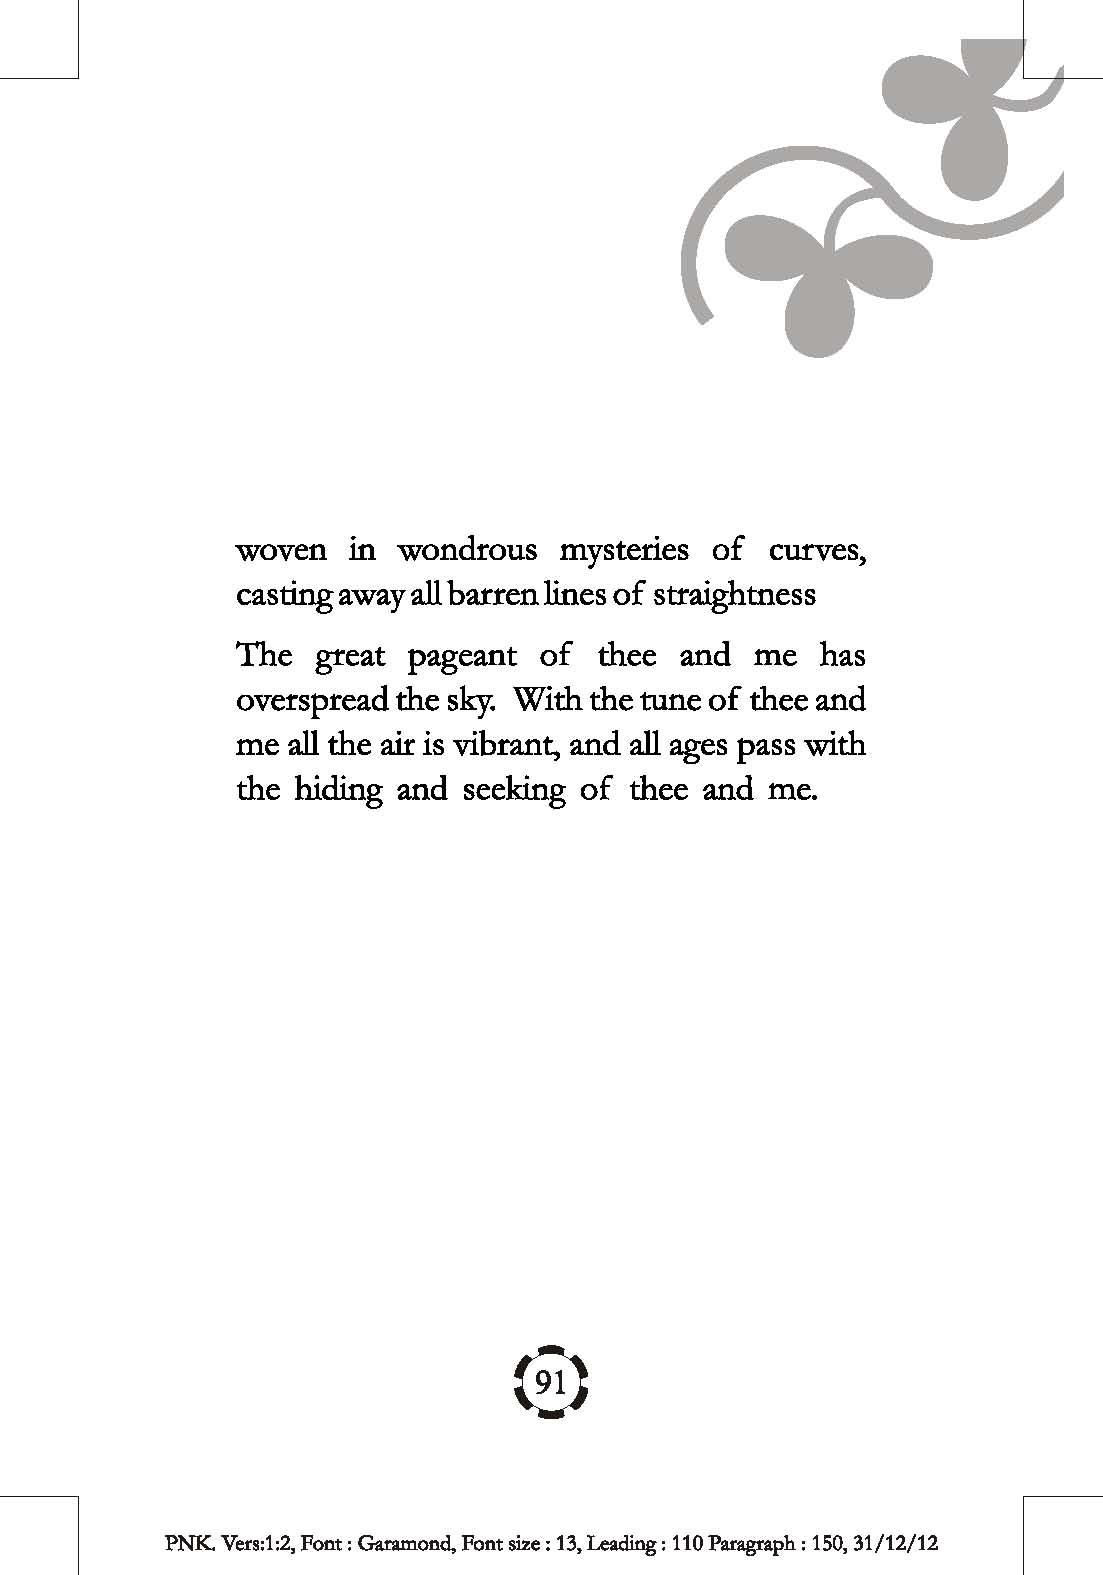 woven in wondrous mysteries of curves,
casting away all barren lines of straightness
The great pageant of thee and me has
overspread the sky. With the tune of thee and
me all the air is vibrant, and all ages pass with
the hiding and seeking of thee and me.
91
PNK. Vers:1:2, Font : Garamond, Font size : 13, Leading : 110 Paragraph : 150, 31/12/12